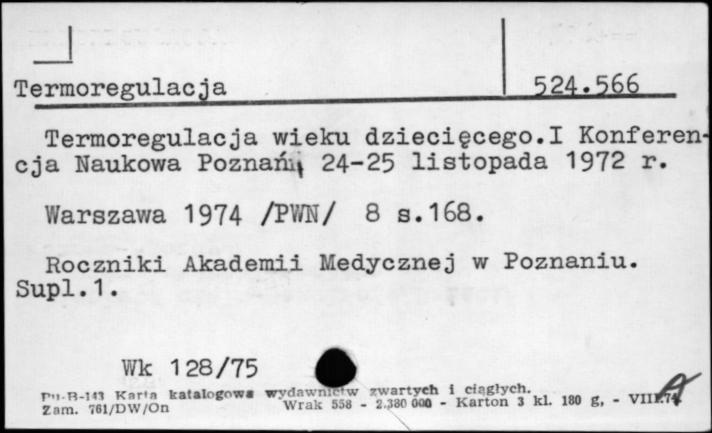 Termoregulacja 524.566
Termoregulacja wieku dziecięcego.I Konferen-
cja Naukowa Poznań, 24-25 listopada 1972 r.
Warszawa 1974 /PWN/ 8 s.168.
Roczniki Akademii Medycznej w Poznaniu.
Supl.1.
Wk 128/75
Pu-B-143 Karta katalogowa wydawnictw zwartych i ciągłych.
Zam. 761/DW/On Wrak 558 - 2.380 000 - Karton 3 kl. 180 g. - VIII.74
A